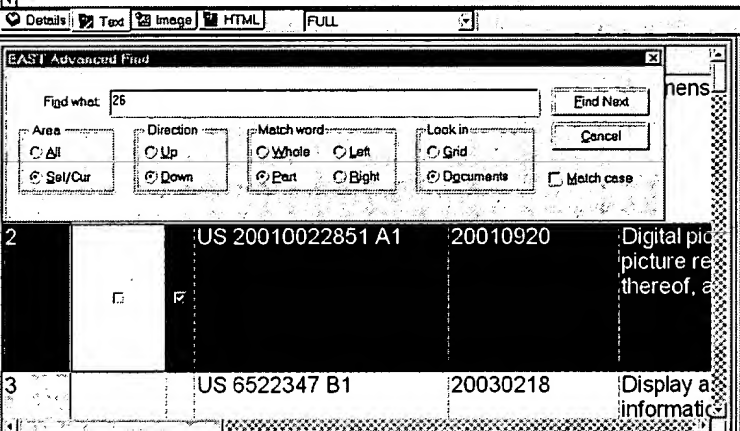 Details Text Image HTML FULL
EAST Advanced Find
mens
Find what: 26 Find Next
Area Direction Match word Look in Cancel
All Up Whole Left Grid
Sel/Cur Down Part Right Documents Match case
2 US 20010022851 A1 20010920 Digital pic
picture re
thereof, a
3 US 6522347 B1 20030218 Display a
informatic